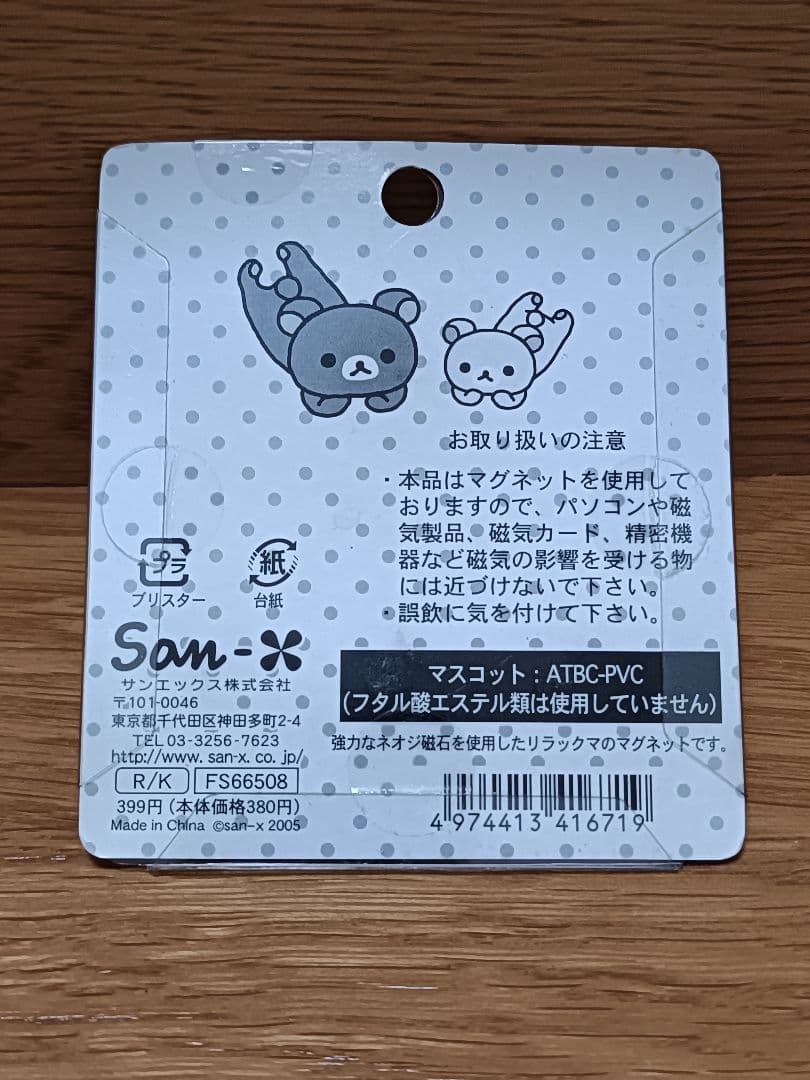 お取り扱いの注意
・本品はマグネットを使用して
おりますので、パソコンや磁
気製品、磁気カード、精密機
器など磁気の影響を受ける物
には近づけないで下さい。
・誤飲に気を付けて下さい。
プラ
ブリスター
紙
台紙
San-X
サンエックス株式会社
〒101-0046
東京都千代田区神田多町2-4
TEL 03-3256-7623
http://www.san-x.co.jp/
R/K FS66508
399円(本体価格380円)
Made in China ©san-x 2005
マスコット:ATBC-PVC
(フタル酸エステル類は使用していません)
強力なネオジ磁石を使用したリラックマのマグネットです。
4 974413 416719